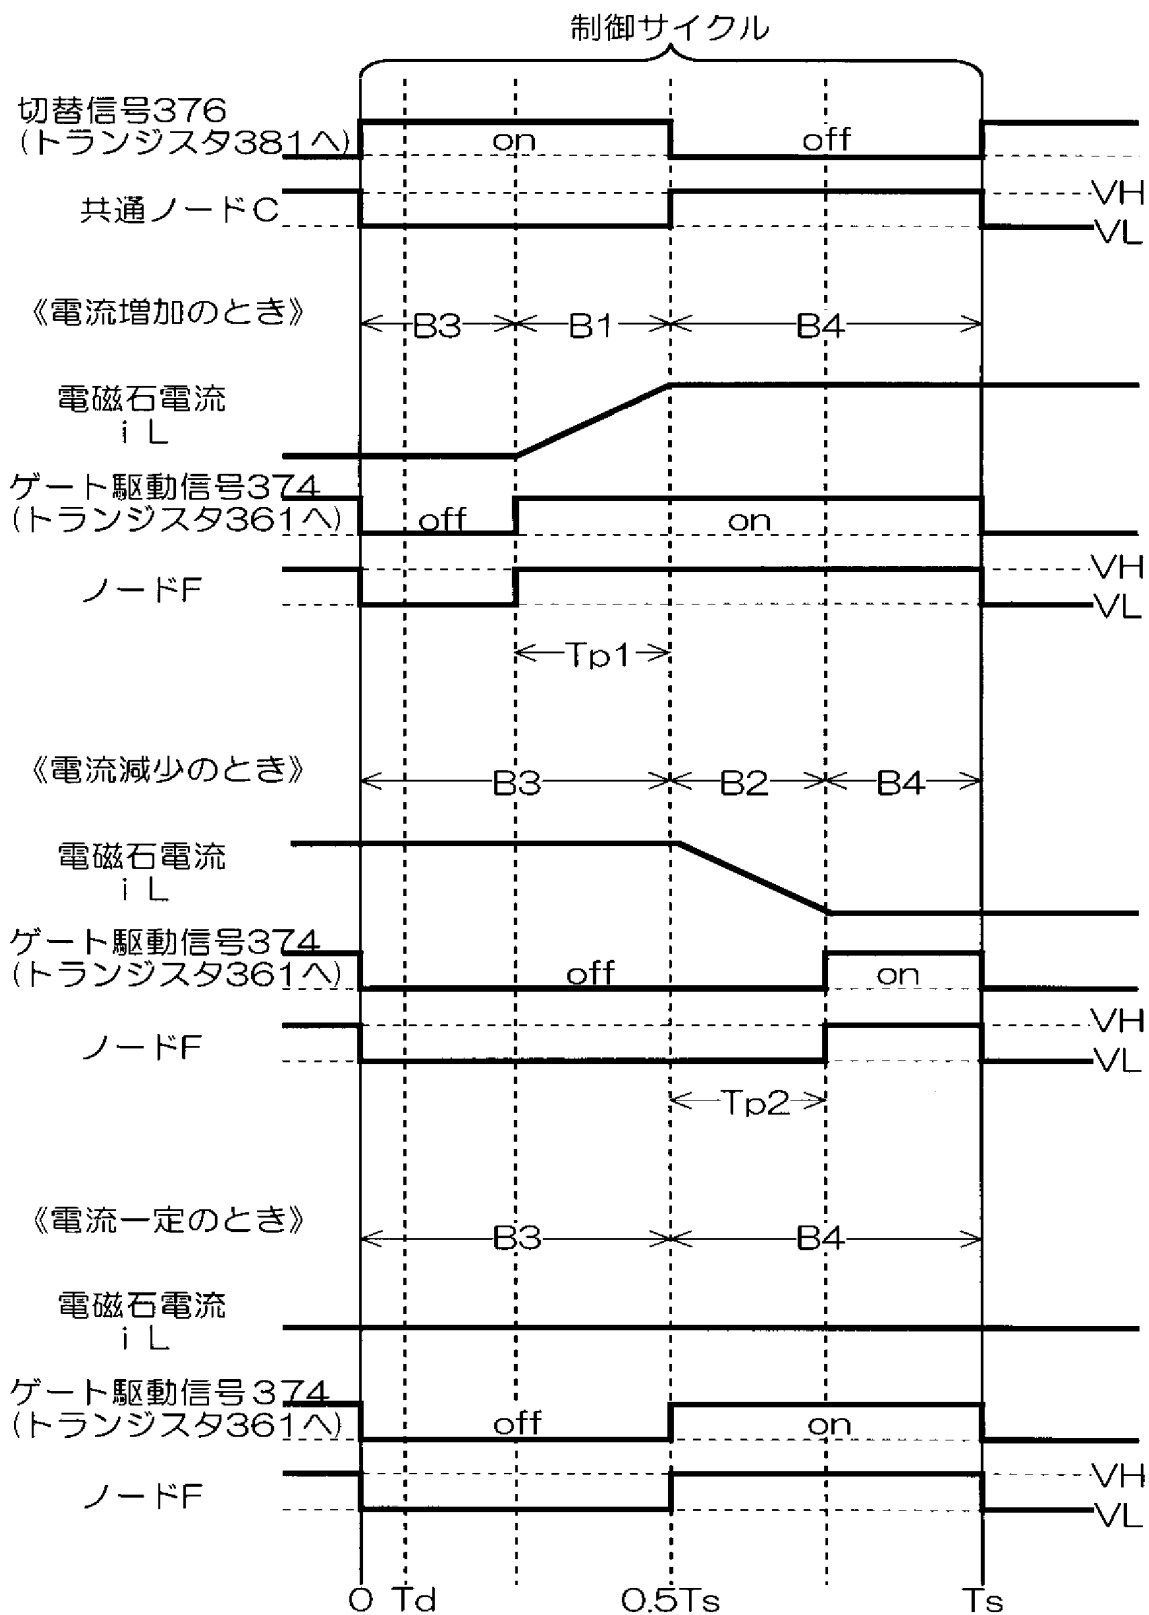 制御サイクル
切替信号376
(トランジスタ381へ)
on
off
共通ノードC
VH
VL
《電流増加のとき》
B3
B1
B4
電磁石電流
iL
ゲート駆動信号374
(トランジスタ361へ)
off
on
ノードF
VH
VL
Tp1
《電流減少のとき》
B3
B2
B4
電磁石電流
iL
ゲート駆動信号374
(トランジスタ361へ)
off
on
ノードF
VH
VL
Tp2
《電流一定のとき》
B3
B4
電磁石電流
iL
ゲート駆動信号374
(トランジスタ361へ)
off
on
ノードF
VH
VL
0
Td
0.5Ts
Ts